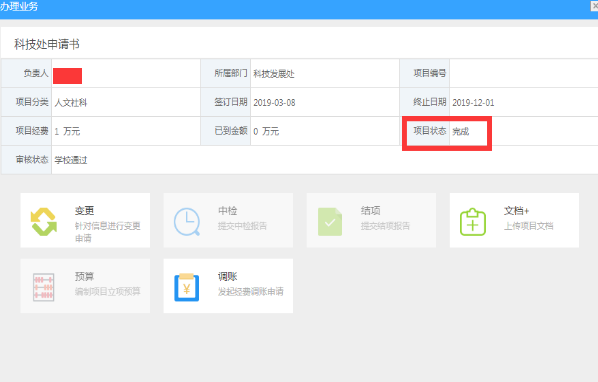 办理业务
科技处申请书
负责人 所属部门 科技发展处 项目编号
项目分类 人文社科 签订日期 2019-03-08 终止日期 2019-12-01
项目经费 1 万元 已到金额 0 万元 项目状态 完成
审核状态 学校通过
变更
针对信息进行变更
申请
中检
提交中检报告
结项
提交结项报告
文档+
上传项目文档
预算
编制项目立项预算
调账
发起经费调账申请